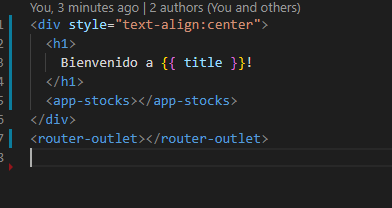 You, 3 minutes ago | 2 authors (You and others)
1 <div style="text-align:center">
2 <h1>
3 Bienvenido a {{ title }}!
4 </h1>
5 <app-stocks></app-stocks>
6 </div>
7 <router-outlet></router-outlet>
8